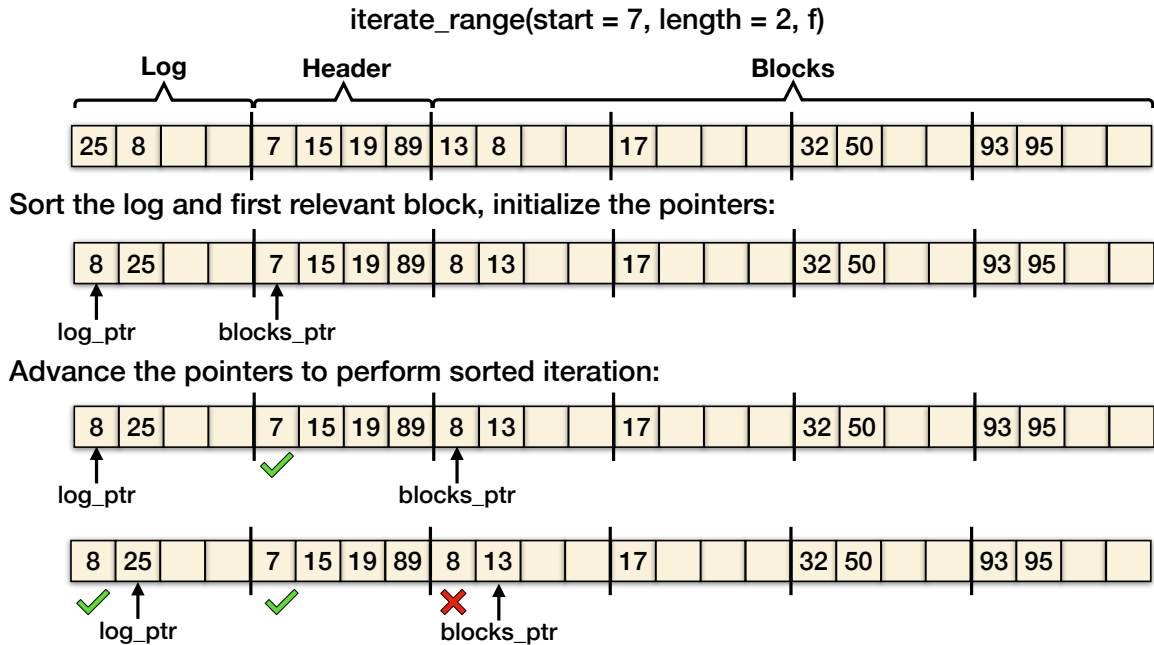 iterate_range(start = 7, length = 2, f)
Log Header Blocks
25 8 7 15 19 89 13 8 17 32 50 93 95
Sort the log and first relevant block, initialize the pointers:
8 25 7 15 19 89 8 13 17 32 50 93 95
log_ptr blocks_ptr
Advance the pointers to perform sorted iteration:
8 25 7 15 19 89 8 13 17 32 50 93 95
log_ptr blocks_ptr
8 25 7 15 19 89 8 13 17 32 50 93 95
log_ptr blocks_ptr